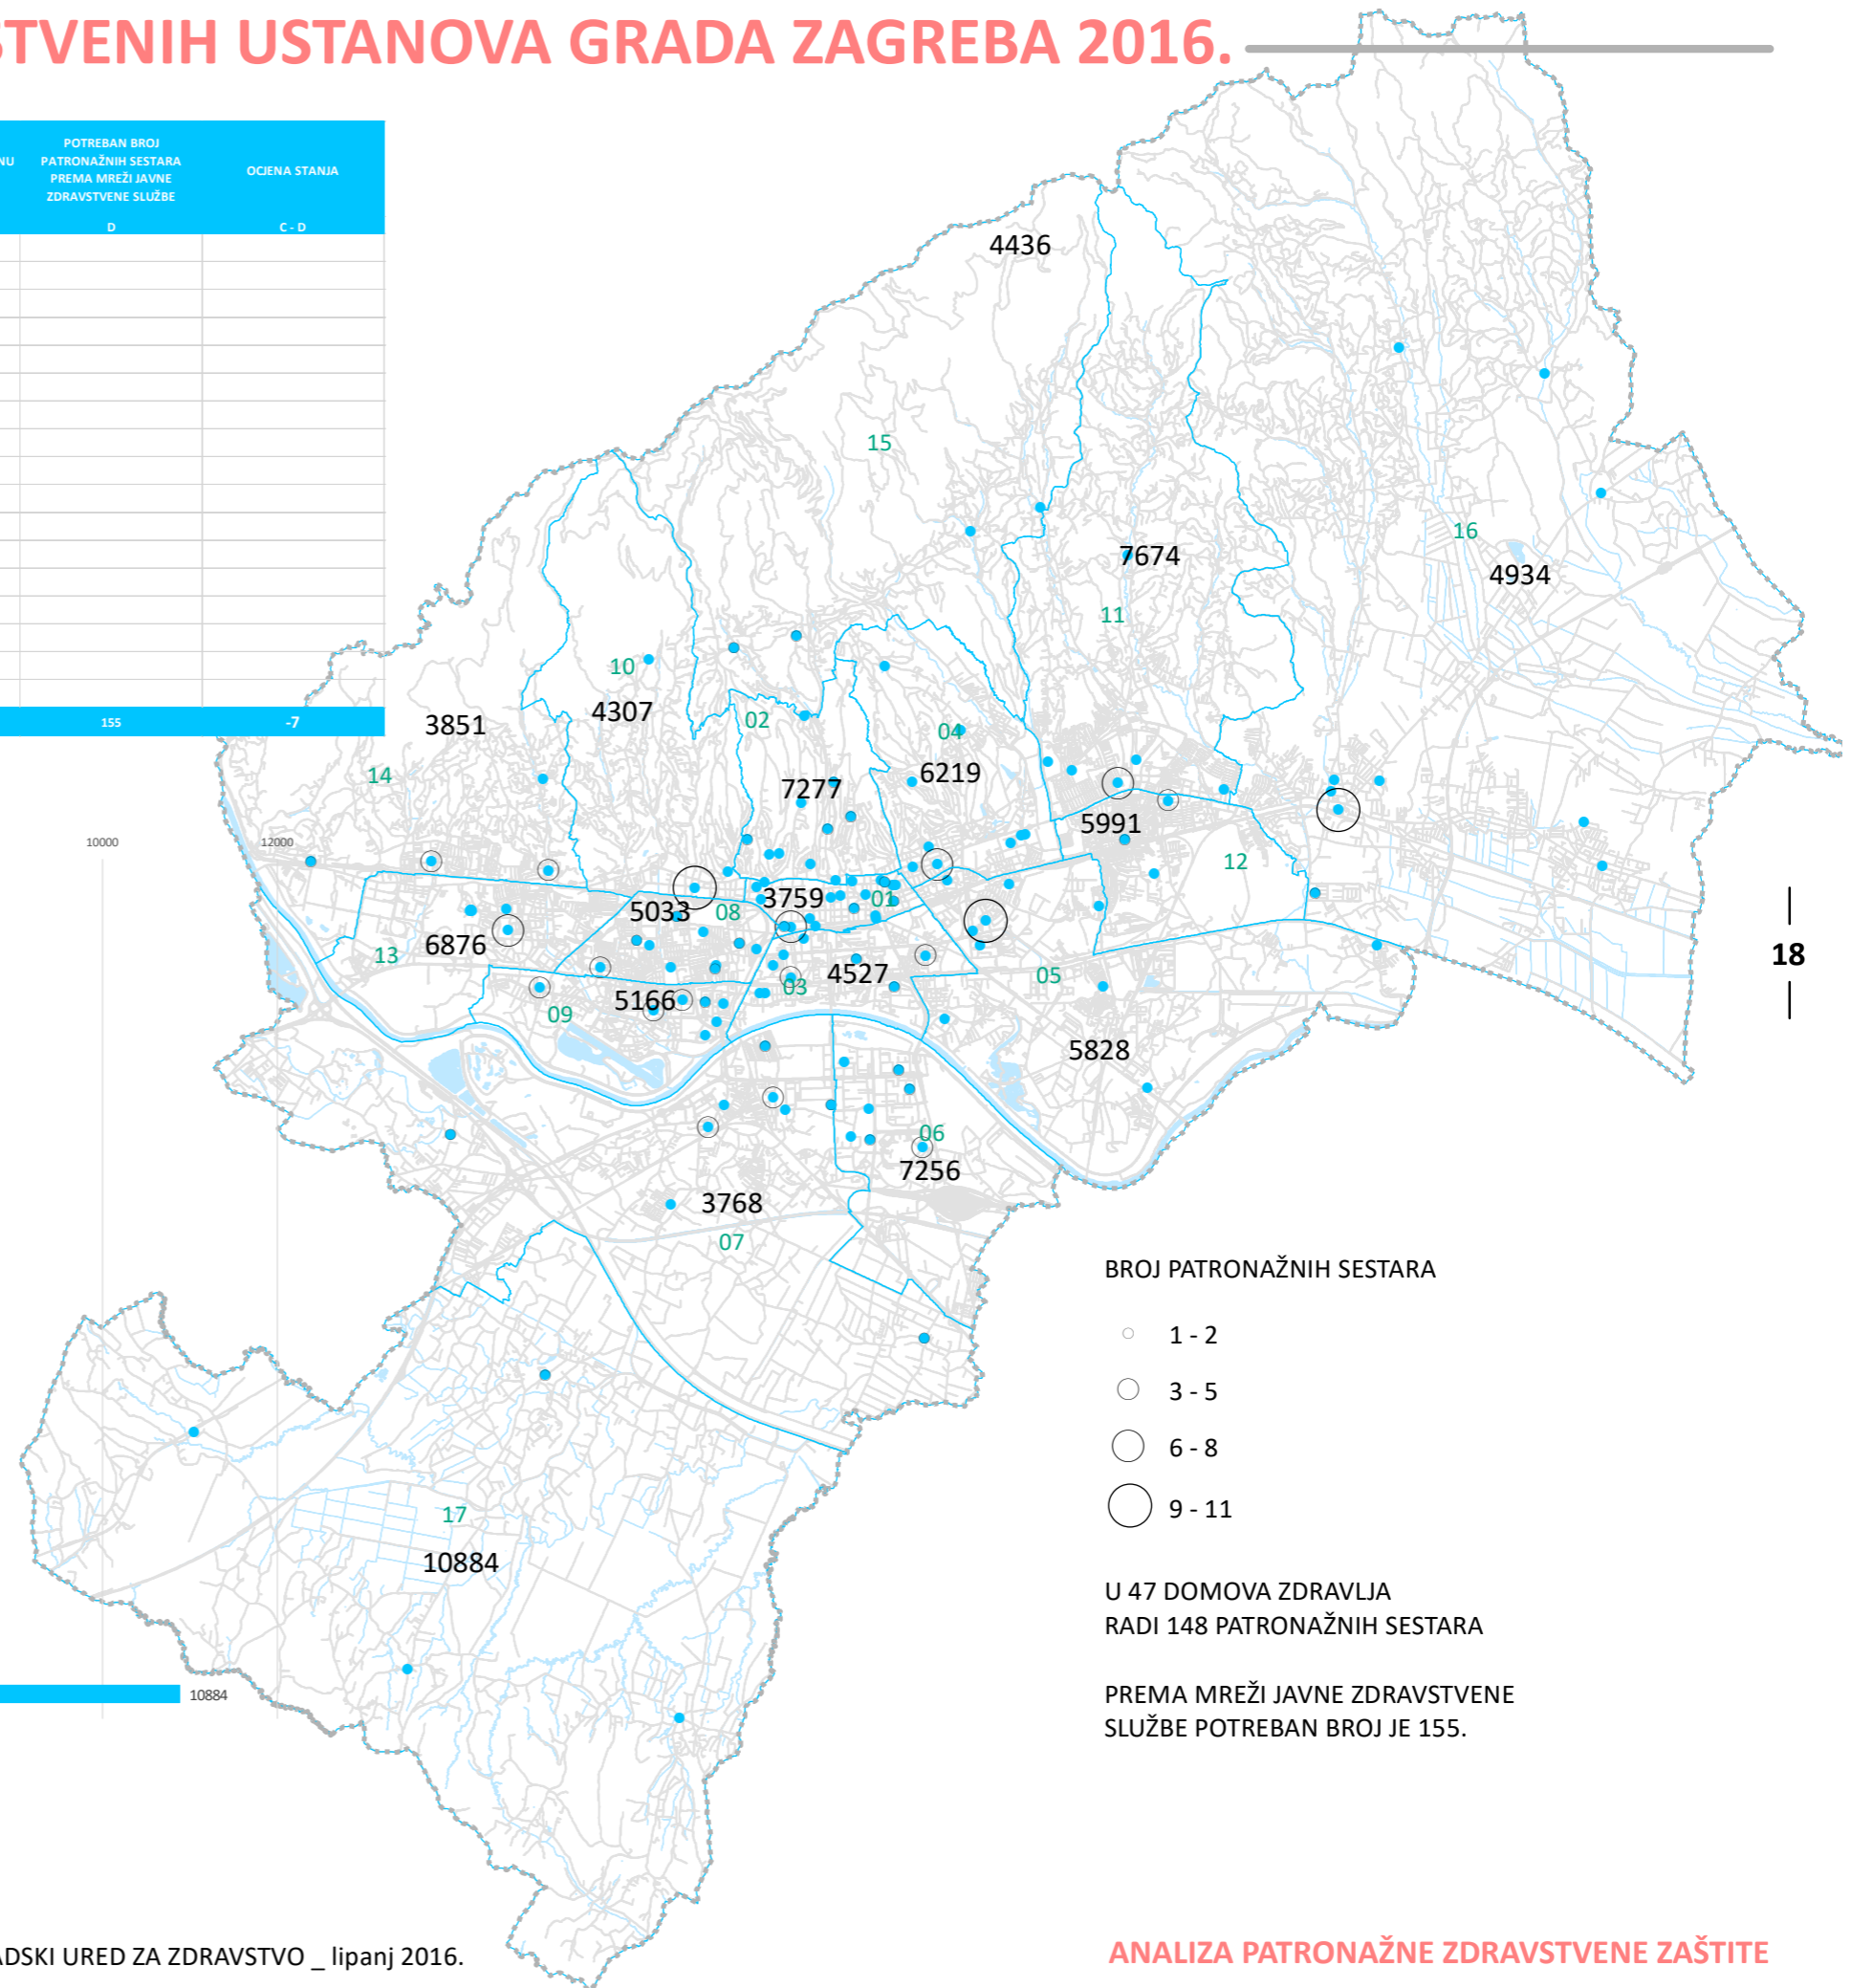 STVENIH USTANOVA GRADA ZAGREBA 2016.
NU
POTREBAN BROJ
PATRONAŽNIH SESTARA
PREMA MREŽI JAVNE
ZDRAVSTVENE SLUŽBE
D
OCJENA STANJA
C - D
155
-7
4436
15
7674
11
16
4934
10
4307
02
04
6219
3851
14
7277
5991
12
10000
12000
3759
01
5033
08
6876
13
4527
03
05
5166
09
5828
06
7256
3768
07
18
17
10884
10884
BROJ PATRONAŽNIH SESTARA
1 - 2
3 - 5
6 - 8
9 - 11
U 47 DOMOVA ZDRAVLJA
RADI 148 PATRONAŽNIH SESTARA
PREMA MREŽI JAVNE ZDRAVSTVENE
SLUŽBE POTREBAN BROJ JE 155.
ADSKI URED ZA ZDRAVSTVO _ lipanj 2016.
ANALIZA PATRONAŽNE ZDRAVSTVENE ZAŠTITE